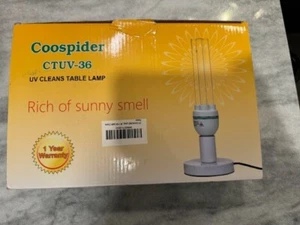 Coospider
CTUV-36
UV CLEANS TABLE LAMP
Rich of sunny smell
1 Year
Warranty